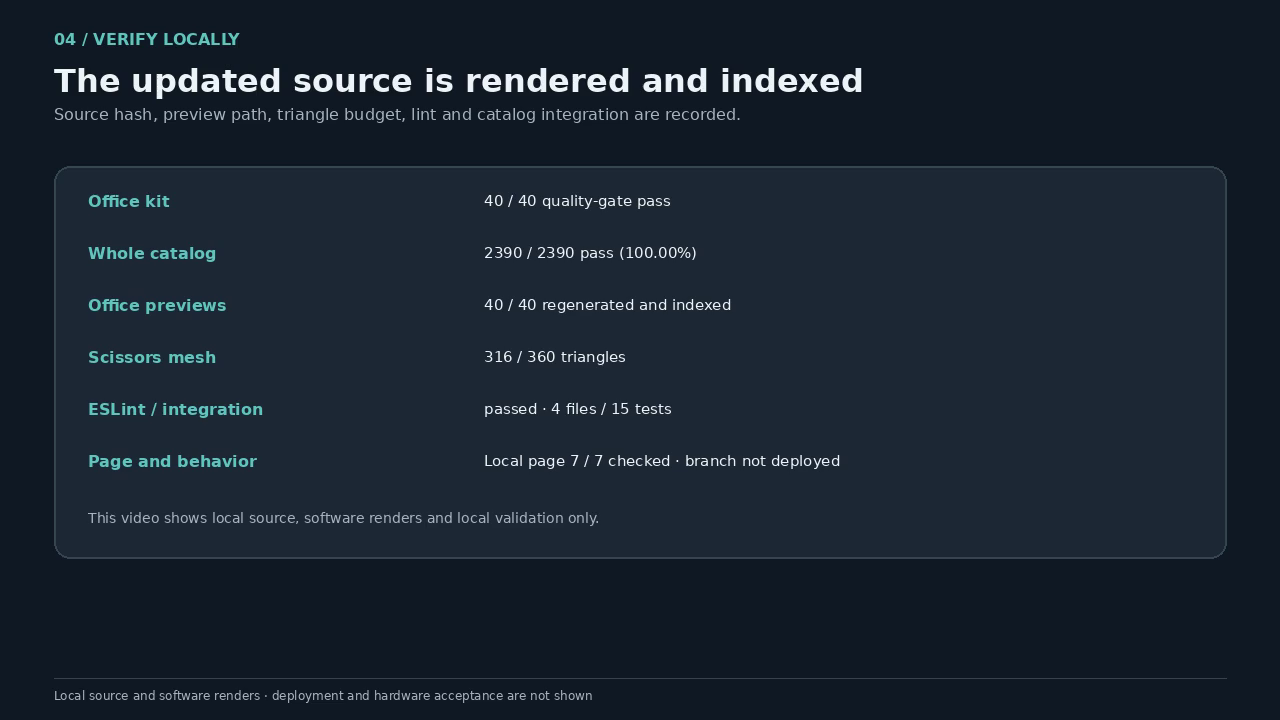 04 / VERIFY LOCALLY
The updated source is rendered and indexed
Source hash, preview path, triangle budget, lint and catalog integration are recorded.
Office kit 40 / 40 quality-gate pass
Whole catalog 2390 / 2390 pass (100.00%)
Office previews 40 / 40 regenerated and indexed
Scissors mesh 316 / 360 triangles
ESLint / integration passed · 4 files / 15 tests
Page and behavior Local page 7 / 7 checked · branch not deployed
This video shows local source, software renders and local validation only.
Local source and software renders · deployment and hardware acceptance are not shown